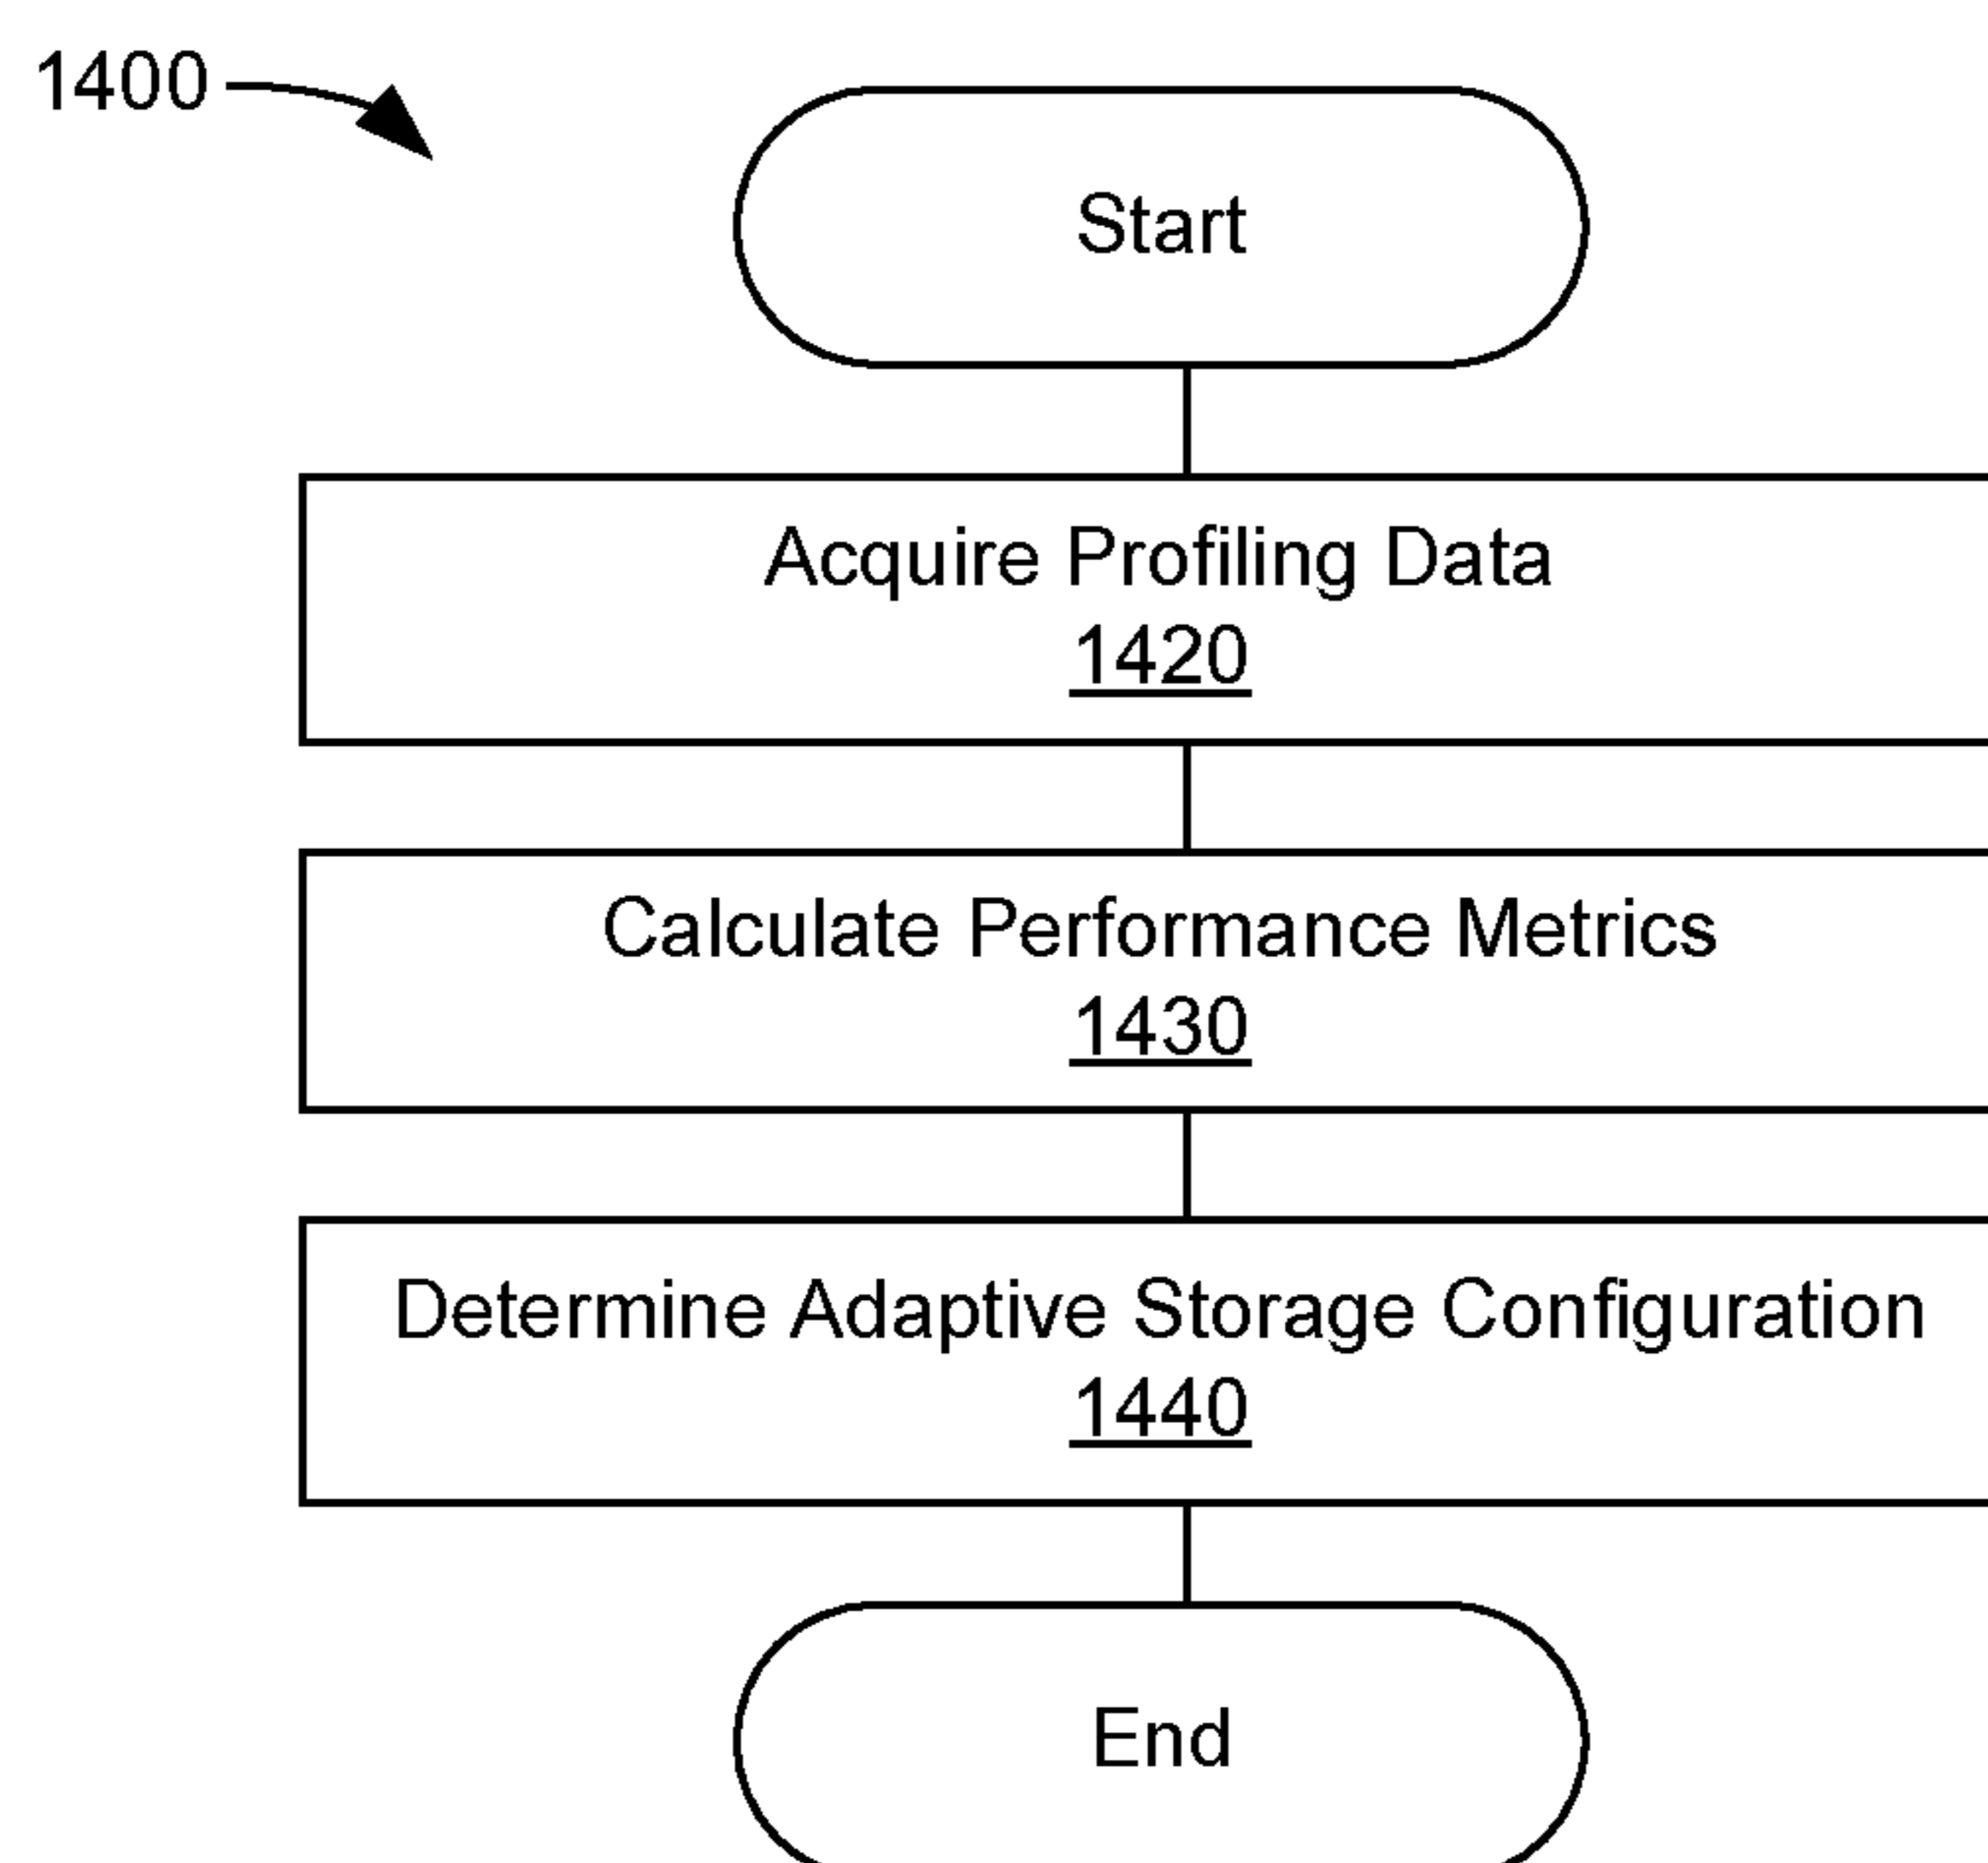 1400
Start
Acquire Profiling Data
1420
Calculate Performance Metrics
1430
Determine Adaptive Storage Configuration
1440
End